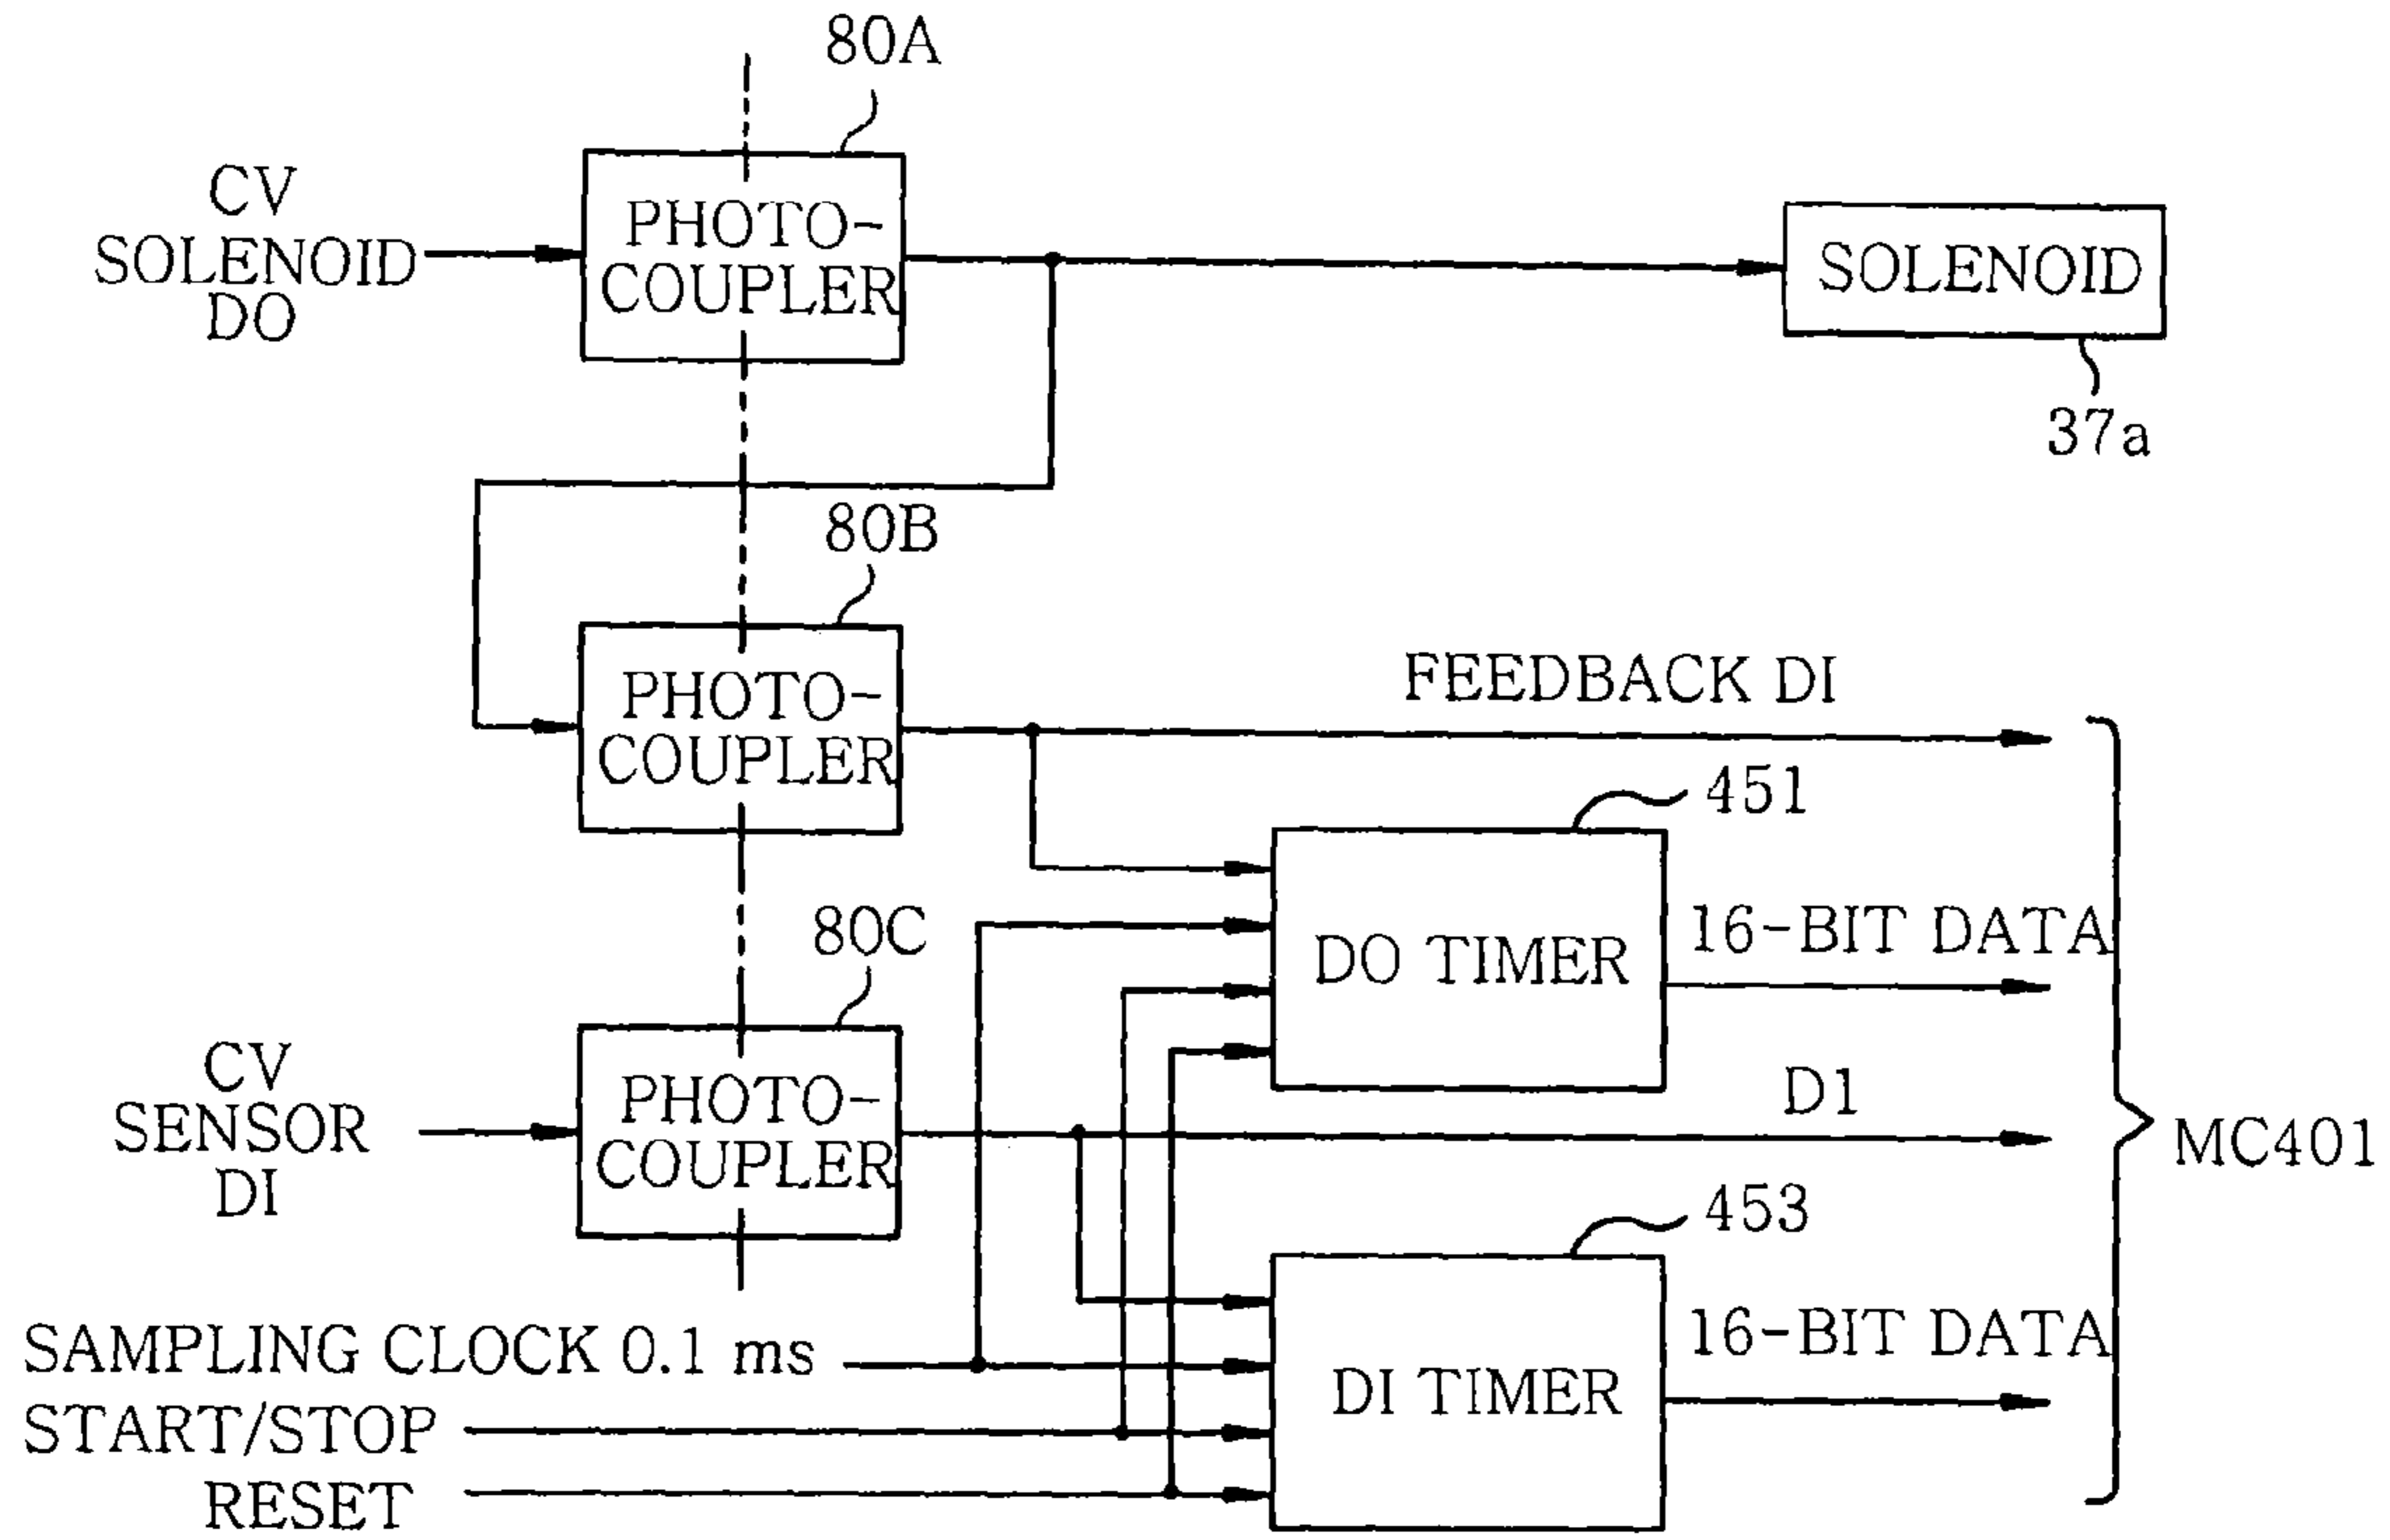 80A
CV
SOLENOID
DO
PHOTO-
COUPLER
SOLENOID
37a
80B
PHOTO-
COUPLER
FEEDBACK DI
451
DO TIMER
16-BIT DATA
80C
CV
SENSOR
DI
PHOTO-
COUPLER
D1
MC401
453
DI TIMER
16-BIT DATA
SAMPLING CLOCK 0.1 ms
START/STOP
RESET